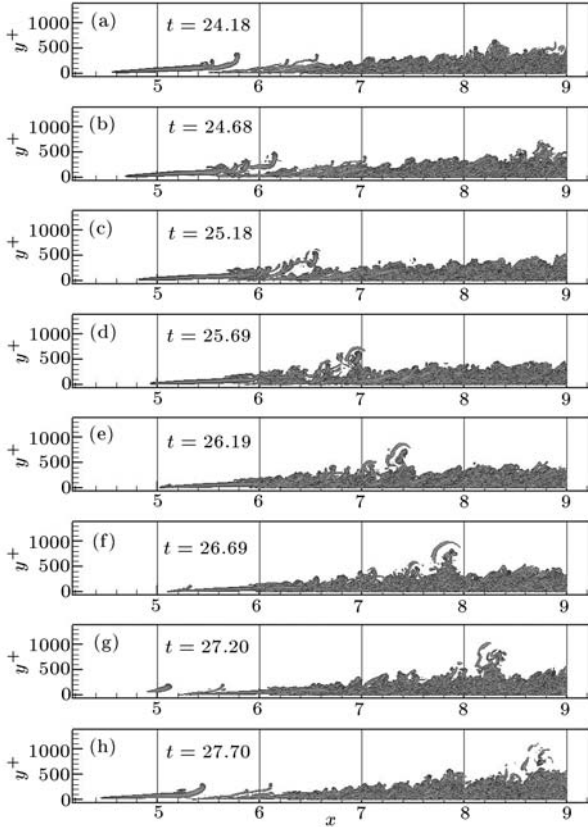 (a) t = 24.18
y+
1000
500
0
5 6 7 8 9
(b) t = 24.68
y+
1000
500
0
5 6 7 8 9
(c) t = 25.18
y+
1000
500
0
5 6 7 8 9
(d) t = 25.69
y+
1000
500
0
5 6 7 8 9
(e) t = 26.19
y+
1000
500
0
5 6 7 8 9
(f) t = 26.69
y+
1000
500
0
5 6 7 8 9
(g) t = 27.20
y+
1000
500
0
5 6 7 8 9
(h) t = 27.70
y+
1000
500
0
5 6 7 8 9
x